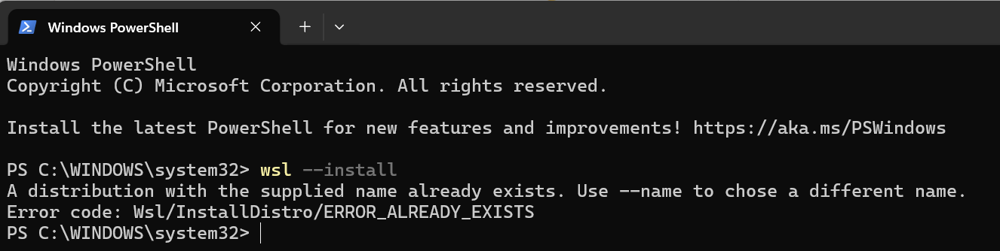 Windows PowerShell
Windows PowerShell
Copyright (C) Microsoft Corporation. All rights reserved.
Install the latest PowerShell for new features and improvements! https://aka.ms/PSWindows
PS C:\WINDOWS\system32> wsl --install
A distribution with the supplied name already exists. Use --name to chose a different name.
Error code: Wsl/InstallDistro/ERROR_ALREADY_EXISTS
PS C:\WINDOWS\system32>